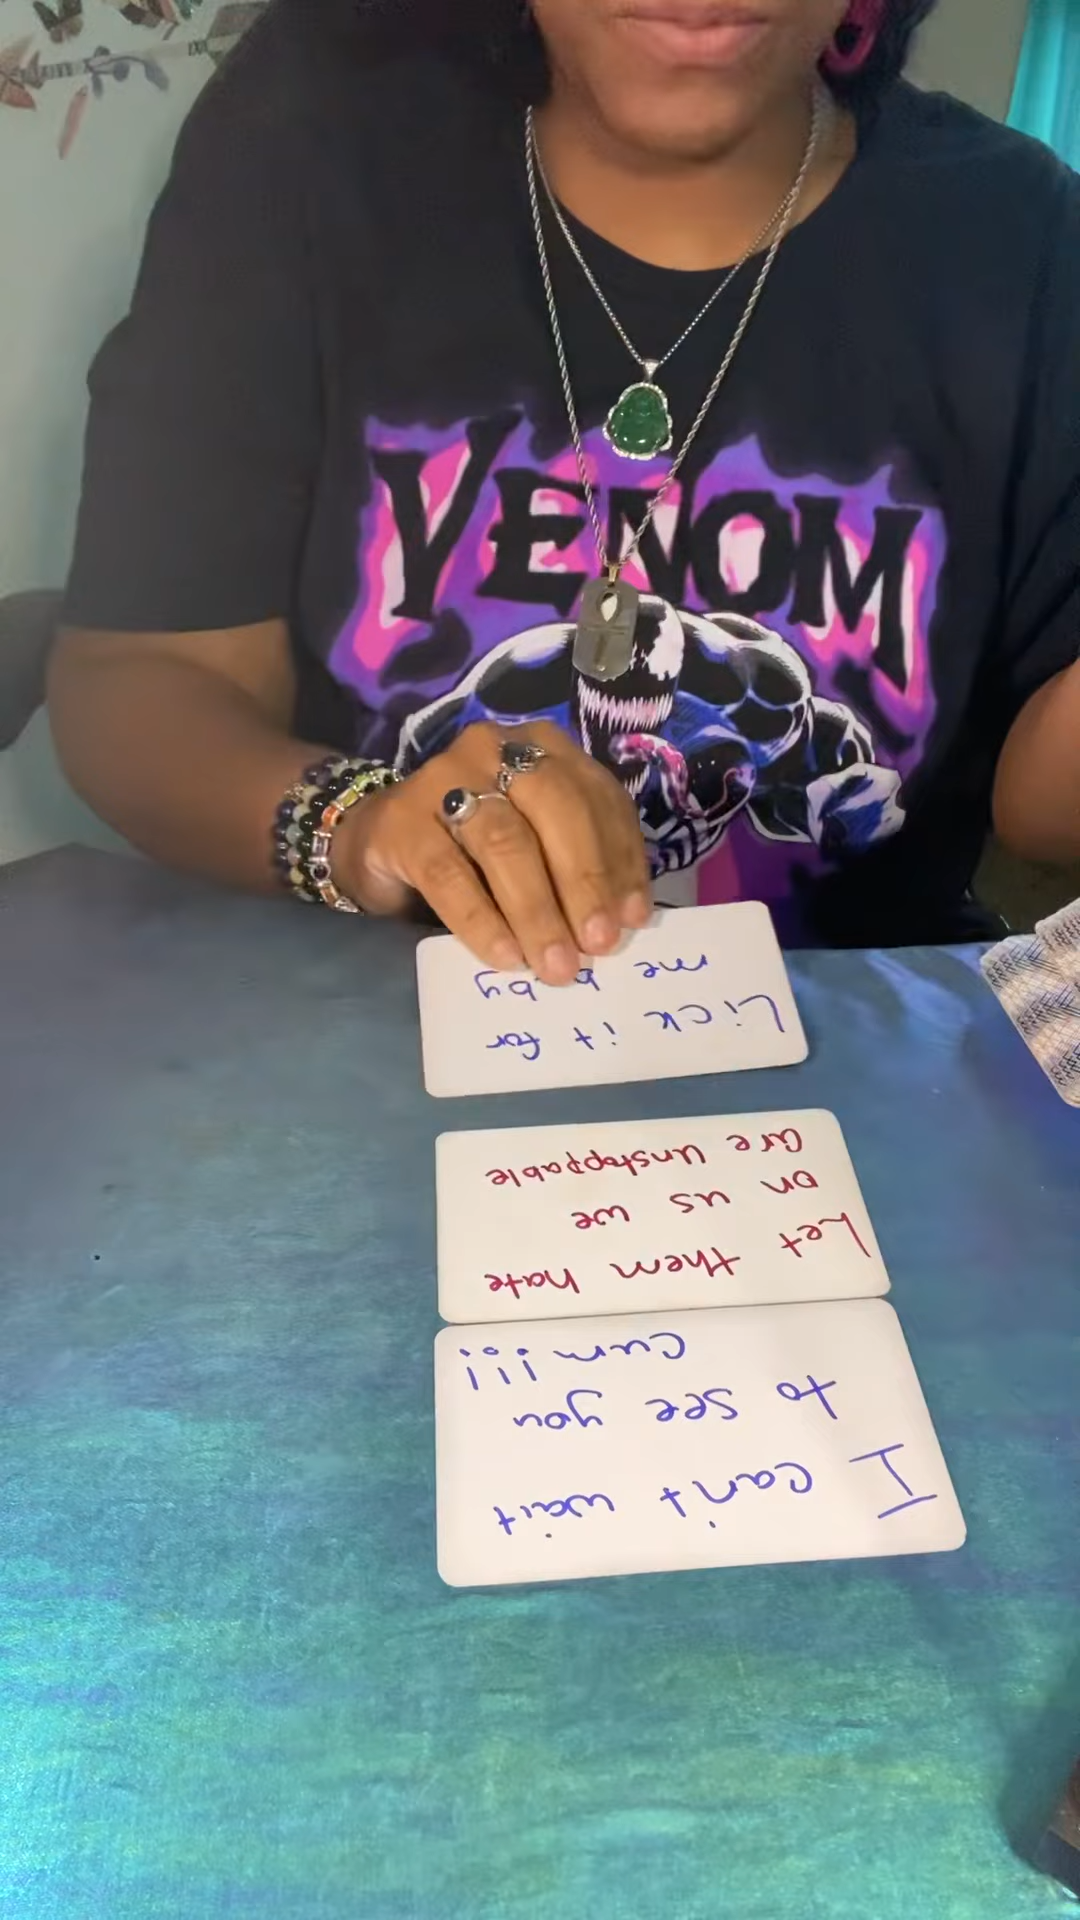 VENOM
Lick it for
me baby
Let them hate
on us we
are unstoppable
I can't wait
to see you
cum!!!